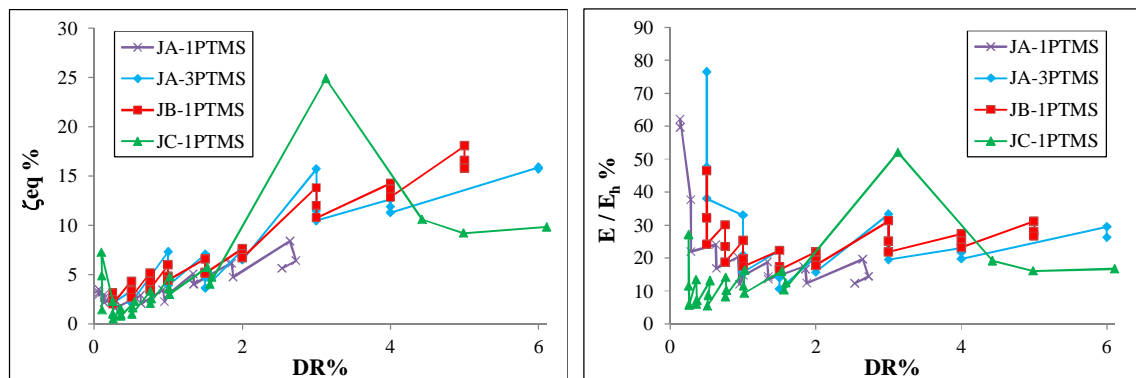 30
25
20
15
10
5
0
ζeq %
0 2 4 6
DR%
JA-1PTMS
JA-3PTMS
JB-1PTMS
JC-1PTMS
90
80
70
60
50
40
30
20
10
0
E / Eh %
0 2 4 6
DR%
JA-1PTMS
JA-3PTMS
JB-1PTMS
JC-1PTMS